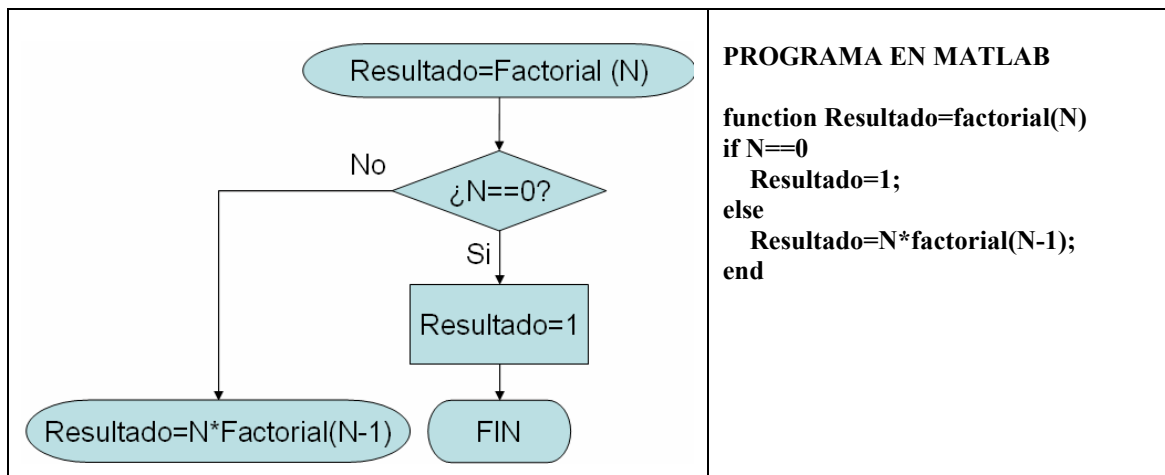 Resultado=Factorial (N)
No
¿N==0?
Si
Resultado=1
Resultado=N*Factorial(N-1)
FIN
PROGRAMA EN MATLAB
function Resultado=factorial(N)
if N==0
Resultado=1;
else
Resultado=N*factorial(N-1);
end